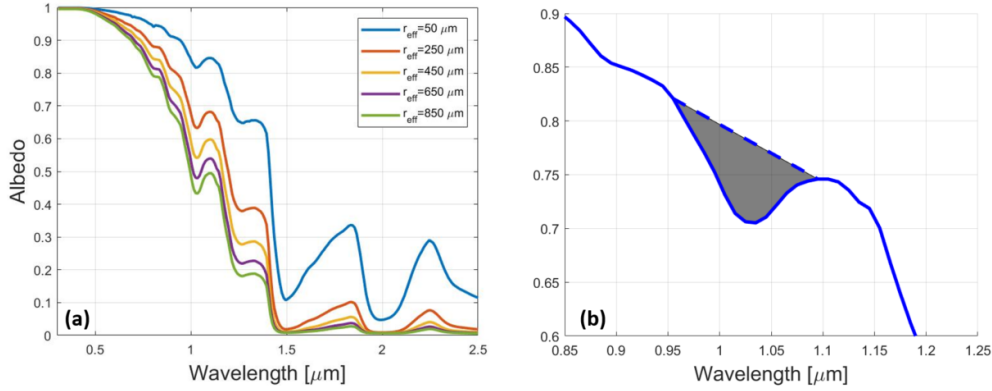 1
0.9
0.8
0.7
0.6
0.5
0.4
0.3
0.2
0.1
0
Albedo
r_eff=50 μm
r_eff=250 μm
r_eff=450 μm
r_eff=650 μm
r_eff=850 μm
(a)
0.5 1 1.5 2 2.5
Wavelength [μm]
0.9
0.85
0.8
0.75
0.7
0.65
0.6
(b)
0.85 0.9 0.95 1 1.05 1.1 1.15 1.2 1.25
Wavelength [μm]